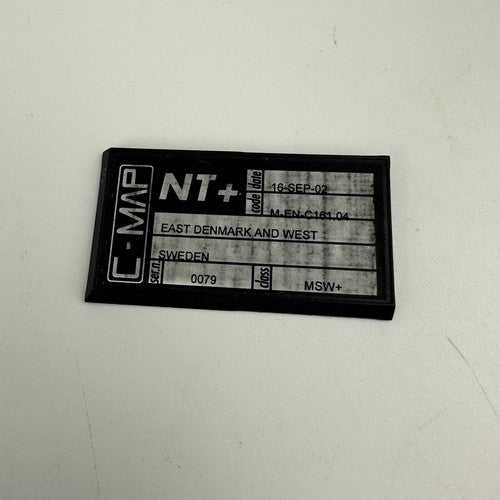 C-MAP
NT+
date 16-SEP-02
code M-EN-C161.04
EAST DENMARK AND WEST
SWEDEN
ser.n. 0079
class MSW+